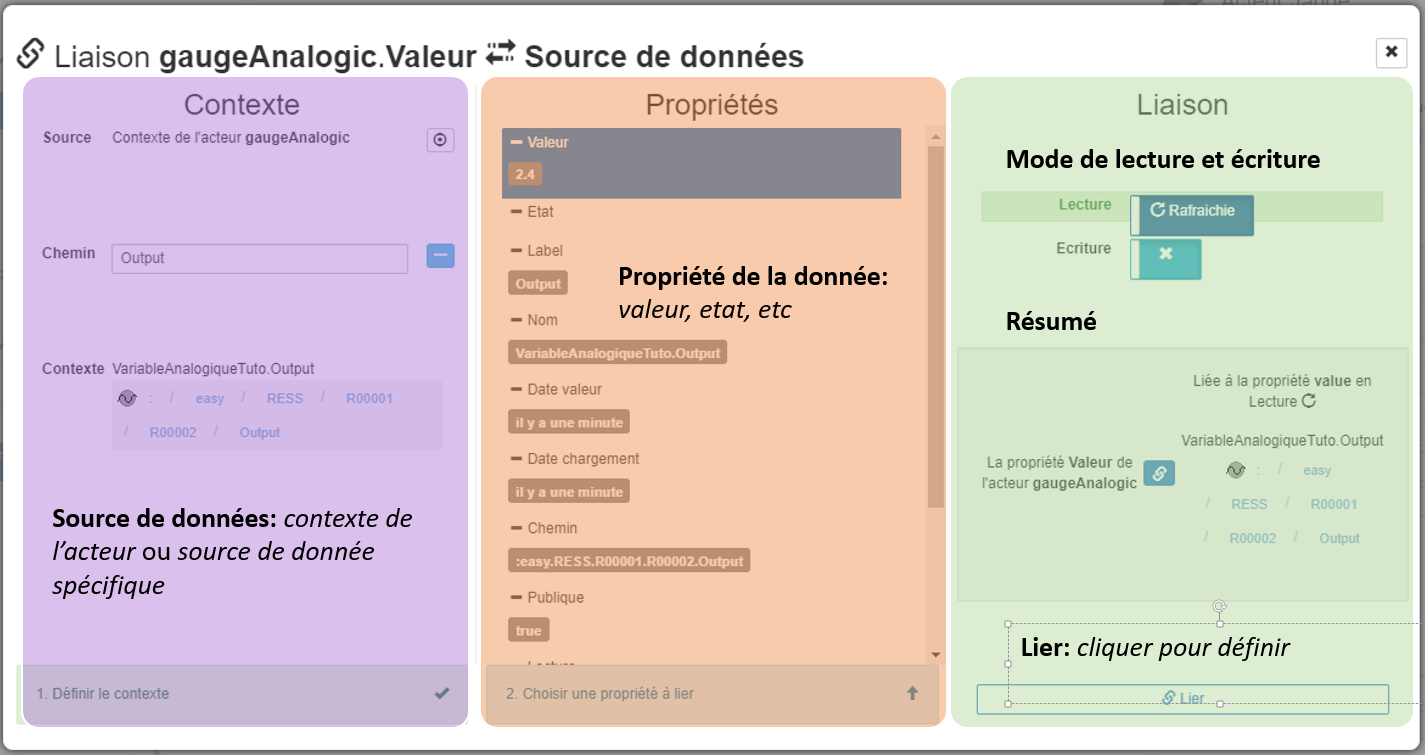 Acteur Jauge
Liaison gaugeAnalogic.Valeur Source de données
Contexte
Source Contexte de l'acteur gaugeAnalogic
Chemin Output
Contexte VariableAnalogiqueTuto.Output
: / easy / RESS / R00001
/ R00002 / Output
Source de données: contexte de
l’acteur ou source de donnée
spécifique
1. Définir le contexte
Propriétés
Valeur
2.4
Etat
Label
Output
Nom
VariableAnalogiqueTuto.Output
Date valeur
il y a une minute
Date chargement
il y a une minute
Chemin
:easy.RESS.R00001.R00002.Output
Publique
true
Lecture
Propriété de la donnée:
valeur, etat, etc
2. Choisir une propriété à lier
Liaison
Mode de lecture et écriture
Lecture Rafraichie
Ecriture
Résumé
La propriété Valeur de
l'acteur gaugeAnalogic
Liée à la propriété value en
Lecture
VariableAnalogiqueTuto.Output
: / easy
/ RESS / R00001
/ R00002 / Output
Lier: cliquer pour définir
Lier